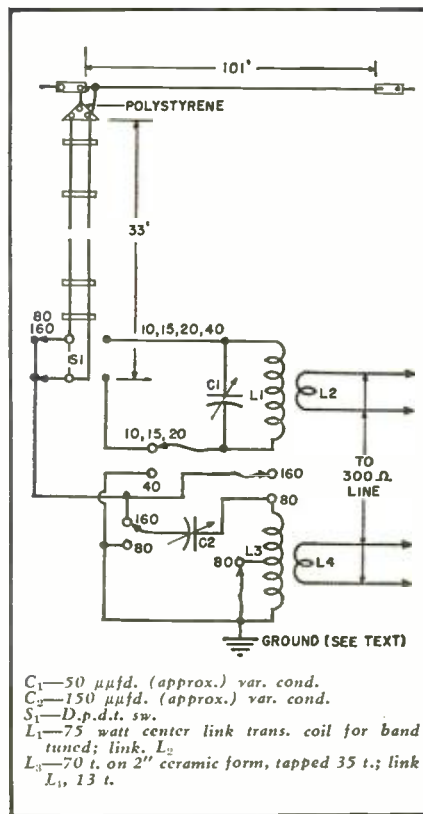 101'
POLYSTYRENE
33'
80
160
S1
10,15,20,40
C1
L1
L2
10,15,20
40
160
160
80
80
C2
80
L3
L4
TO
300 Ω
LINE
GROUND (SEE TEXT)
C₁—50 μμfd. (approx.) var. cond.
C₂—150 μμfd. (approx.) var. cond.
S₁—D.p.d.t. sw.
L₁—75 watt center link trans. coil for band
tuned; link. L₂
L₃—70 t. on 2" ceramic form, tapped 35 t.; link
L₄, 13 t.